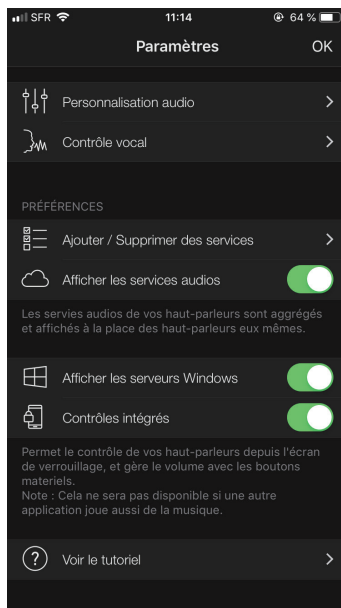 SFR 11:14 64 %
Paramètres OK
Personnalisation audio
Contrôle vocal
PRÉFÉRENCES
Ajouter / Supprimer des services
Afficher les services audios
Les servies audios de vos haut-parleurs sont aggrégés
et affichés à la place des haut-parleurs eux mêmes.
Afficher les serveurs Windows
Contrôles intégrés
Permet le contrôle de vos haut-parleurs depuis l'écran
de verrouillage, et gère le volume avec les boutons
materiels.
Note : Cela ne sera pas disponible si une autre
application joue aussi de la musique.
Voir le tutoriel